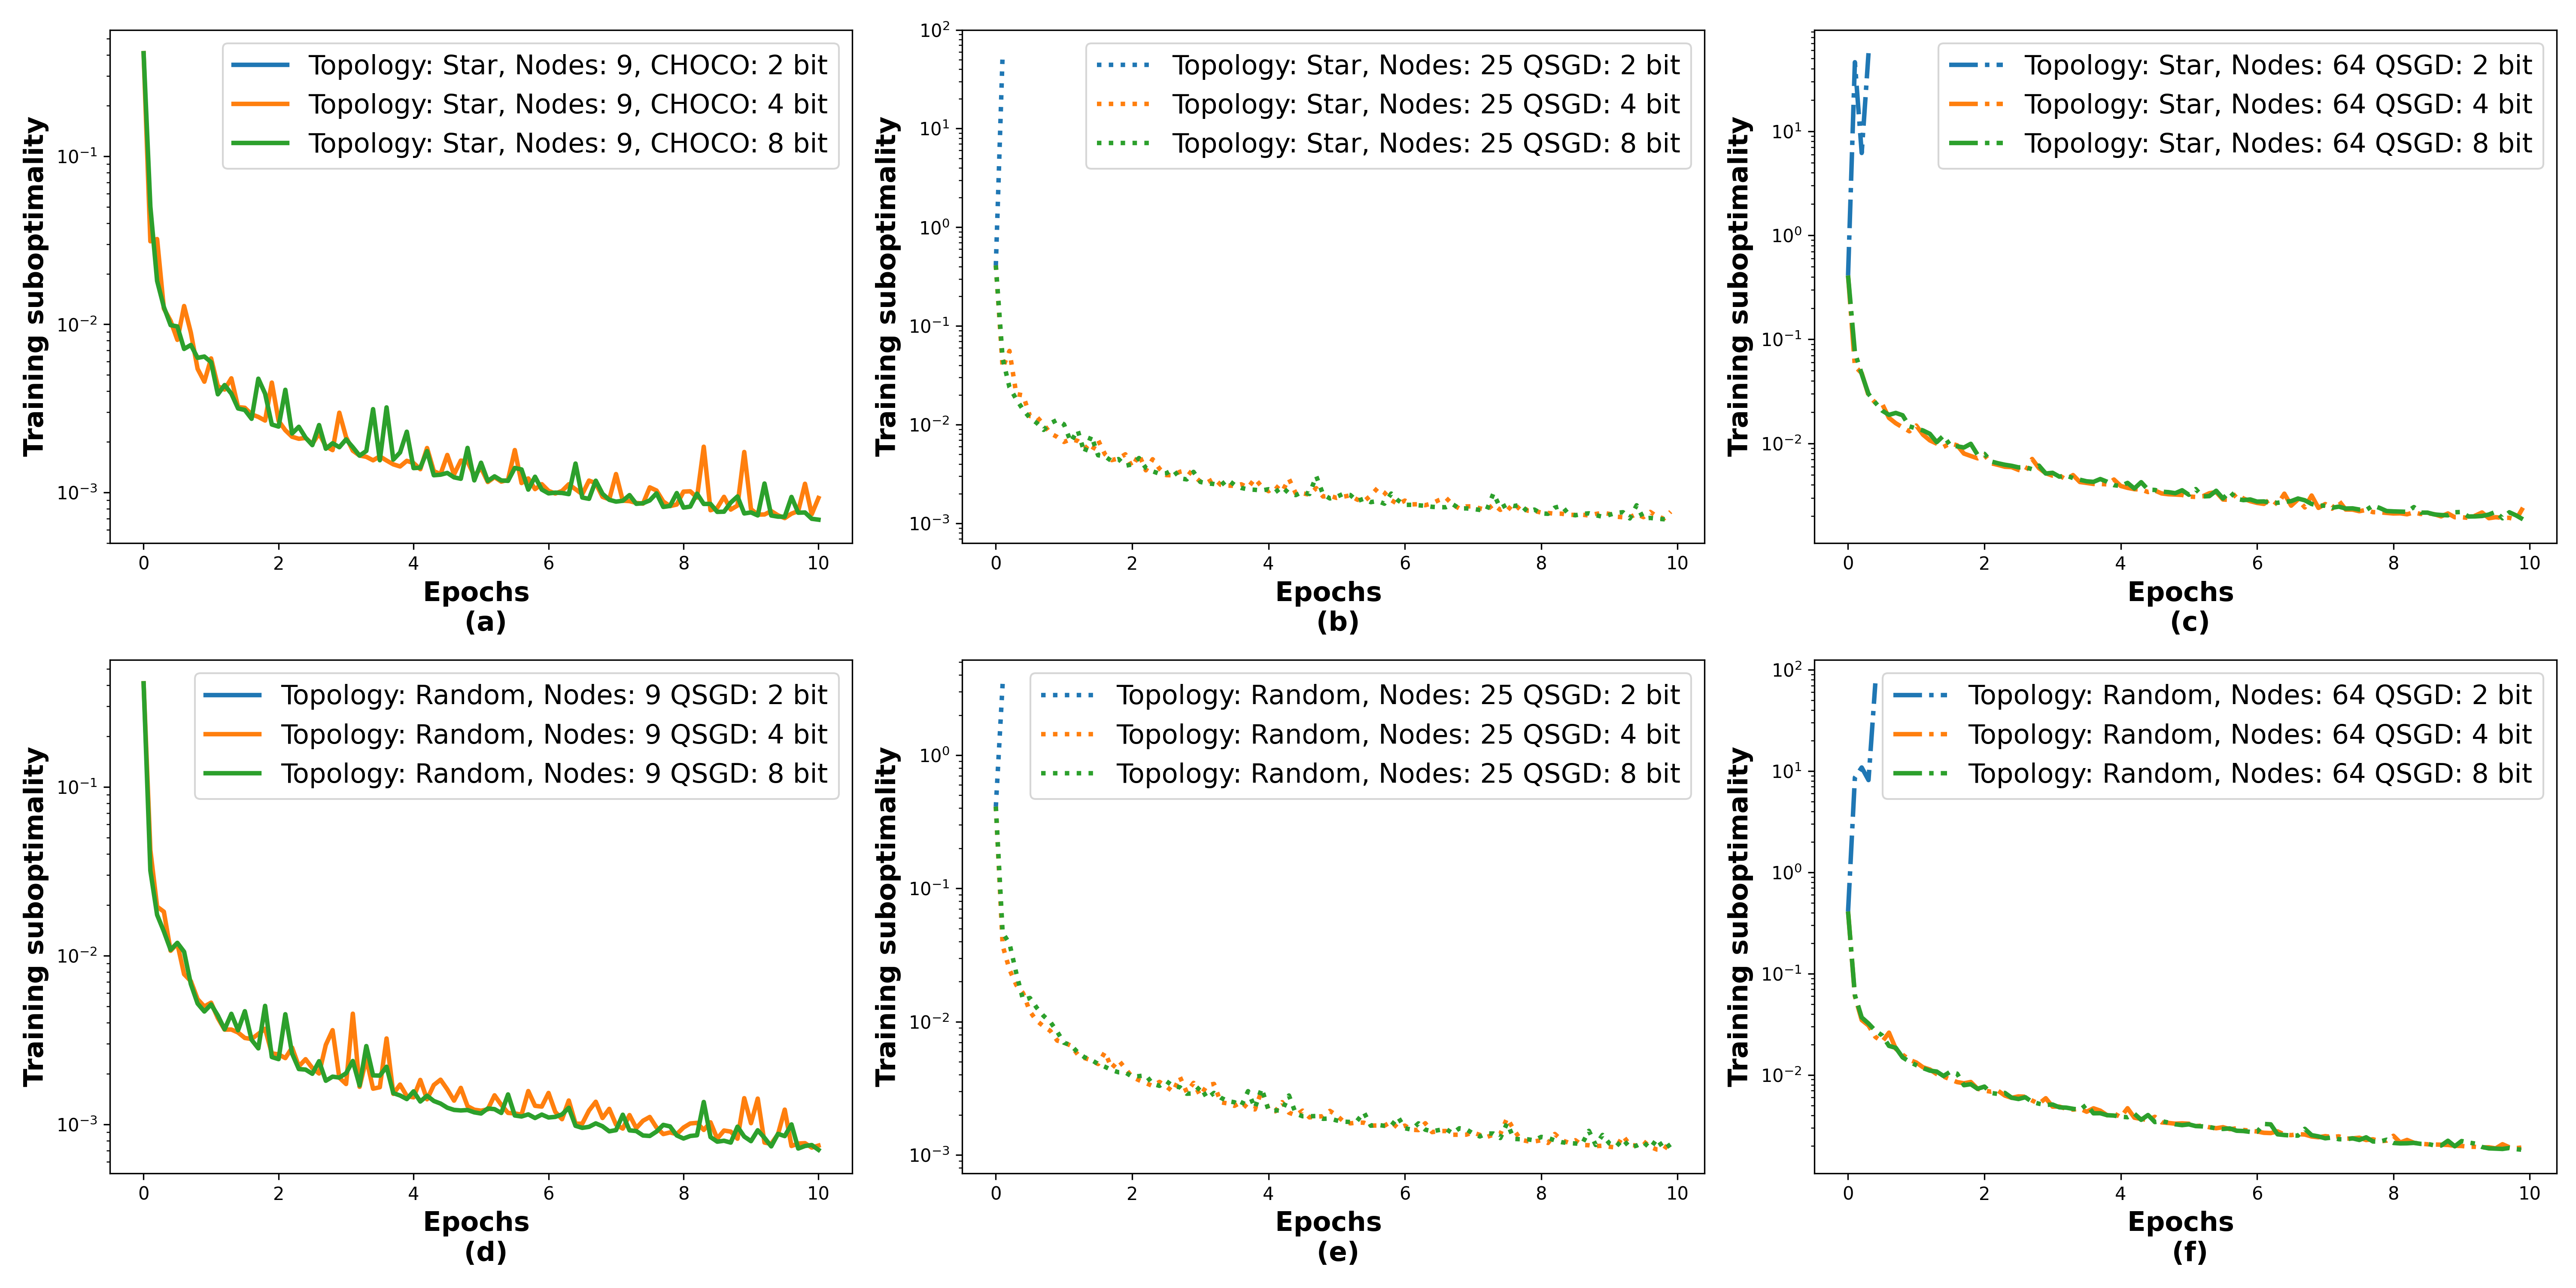 Training suboptimality
10⁻¹
10⁻²
10⁻³
Topology: Star, Nodes: 9, CHOCO: 2 bit
Topology: Star, Nodes: 9, CHOCO: 4 bit
Topology: Star, Nodes: 9, CHOCO: 8 bit
0 2 4 6 8 10
Epochs
(a)
Training suboptimality
10²
10¹
10⁰
10⁻¹
10⁻²
10⁻³
Topology: Star, Nodes: 25 QSGD: 2 bit
Topology: Star, Nodes: 25 QSGD: 4 bit
Topology: Star, Nodes: 25 QSGD: 8 bit
0 2 4 6 8 10
Epochs
(b)
Training suboptimality
10¹
10⁰
10⁻¹
10⁻²
Topology: Star, Nodes: 64 QSGD: 2 bit
Topology: Star, Nodes: 64 QSGD: 4 bit
Topology: Star, Nodes: 64 QSGD: 8 bit
0 2 4 6 8 10
Epochs
(c)
Training suboptimality
10⁻¹
10⁻²
10⁻³
Topology: Random, Nodes: 9 QSGD: 2 bit
Topology: Random, Nodes: 9 QSGD: 4 bit
Topology: Random, Nodes: 9 QSGD: 8 bit
0 2 4 6 8 10
Epochs
(d)
Training suboptimality
10⁰
10⁻¹
10⁻²
10⁻³
Topology: Random, Nodes: 25 QSGD: 2 bit
Topology: Random, Nodes: 25 QSGD: 4 bit
Topology: Random, Nodes: 25 QSGD: 8 bit
0 2 4 6 8 10
Epochs
(e)
Training suboptimality
10²
10¹
10⁰
10⁻¹
10⁻²
Topology: Random, Nodes: 64 QSGD: 2 bit
Topology: Random, Nodes: 64 QSGD: 4 bit
Topology: Random, Nodes: 64 QSGD: 8 bit
0 2 4 6 8 10
Epochs
(f)